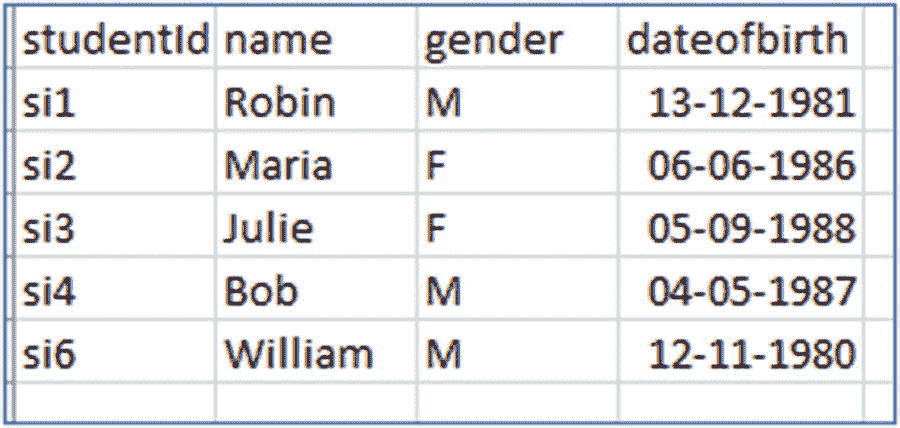 studentId name gender dateofbirth
si1 Robin M 13-12-1981
si2 Maria F 06-06-1986
si3 Julie F 05-09-1988
si4 Bob M 04-05-1987
si6 William M 12-11-1980